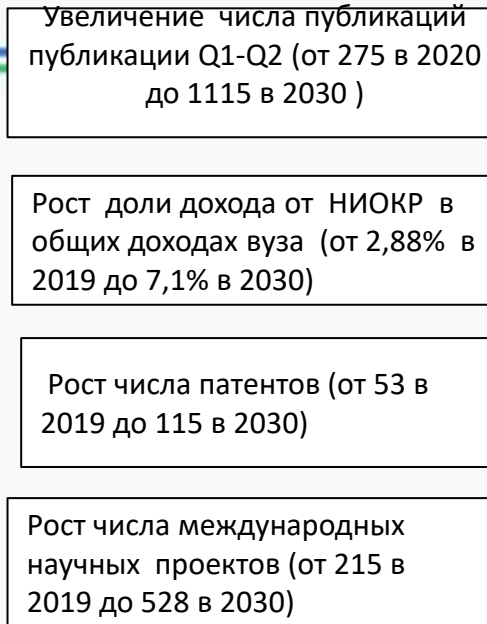 Увеличение числа публикаций
публикации Q1-Q2 (от 275 в 2020
до 1115 в 2030 )
Рост доли дохода от НИОКР в
общих доходах вуза (от 2,88% в
2019 до 7,1% в 2030)
Рост числа патентов (от 53 в
2019 до 115 в 2030)
Рост числа международных
научных проектов (от 215 в
2019 до 528 в 2030)